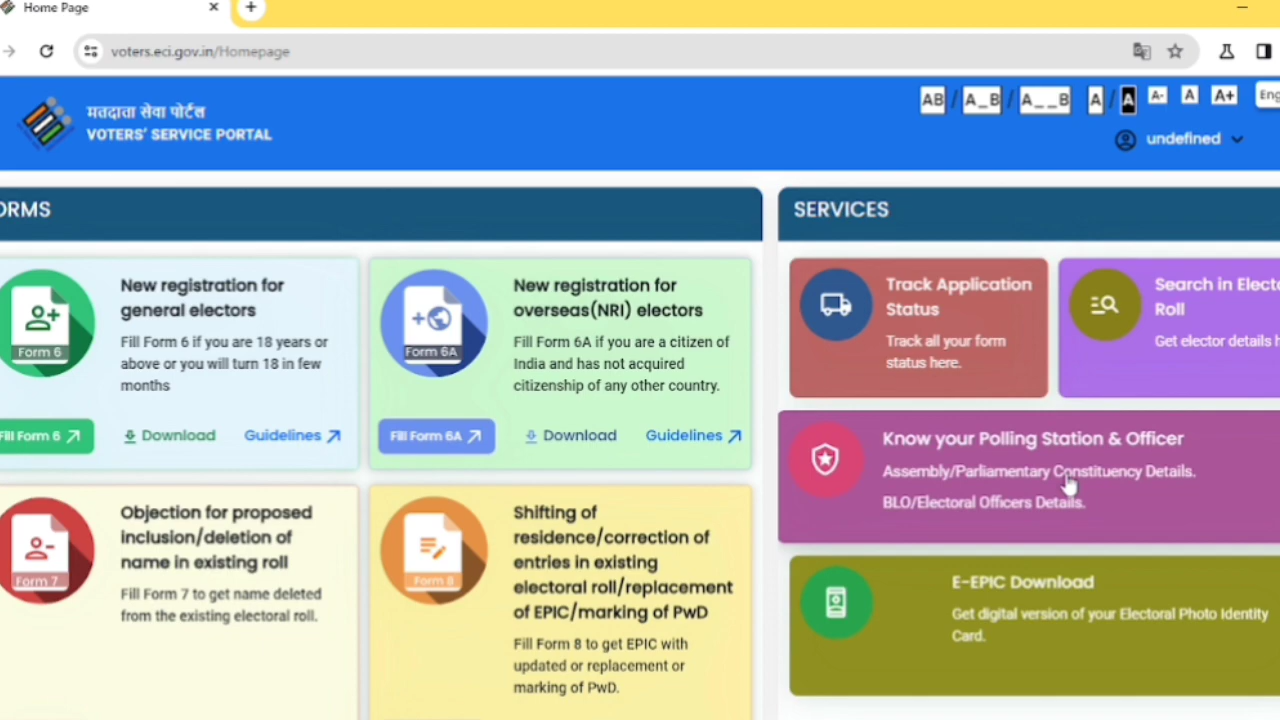 Home Page
voters.eci.gov.in/Homepage
मतदाता सेवा पोर्टल
VOTERS' SERVICE PORTAL
AB / A_B / A__B A / A A- A A+ Eng
undefined
ORMS
SERVICES
New registration for
general electors
Fill Form 6 if you are 18 years or
above or you will turn 18 in few
months
Form 6
Fill Form 6
Download
Guidelines
New registration for
overseas(NRI) electors
Fill Form 6A if you are a citizen of
India and has not acquired
citizenship of any other country.
Form 6A
Fill Form 6A
Download
Guidelines
Track Application
Status
Track all your form
status here.
Search in Electo
Roll
Get elector details h
Know your Polling Station & Officer
Assembly/Parliamentary Constituency Details.
BLO/Electoral Officers Details.
Objection for proposed
inclusion/deletion of
name in existing roll
Form 7
Fill Form 7 to get name deleted
from the existing electoral roll.
Shifting of
residence/correction of
entries in existing
electoral roll/replacement
of EPIC/marking of PwD
Form 8
Fill Form 8 to get EPIC with
updated or replacement or
marking of PwD.
E-EPIC Download
Get digital version of your Electoral Photo Identity
Card.